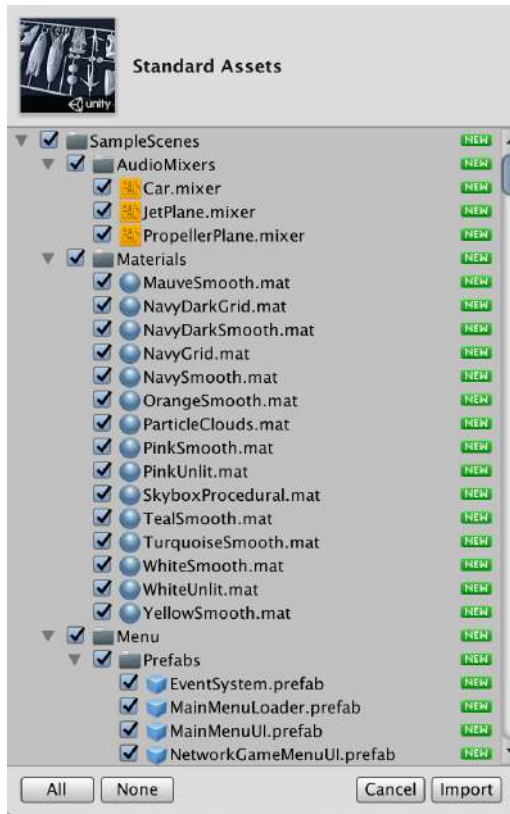 Standard Assets
unity
SampleScenes NEW
AudioMixers NEW
Car.mixer NEW
JetPlane.mixer NEW
PropellerPlane.mixer NEW
Materials NEW
MauveSmooth.mat NEW
NavyDarkGrid.mat NEW
NavyDarkSmooth.mat NEW
NavyGrid.mat NEW
NavySmooth.mat NEW
OrangeSmooth.mat NEW
ParticleClouds.mat NEW
PinkSmooth.mat NEW
PinkUnlit.mat NEW
SkyboxProcedural.mat NEW
TealSmooth.mat NEW
TurquoiseSmooth.mat NEW
WhiteSmooth.mat NEW
WhiteUnlit.mat NEW
YellowSmooth.mat NEW
Menu NEW
Prefabs NEW
EventSystem.prefab NEW
MainMenuLoader.prefab NEW
MainMenuUI.prefab NEW
NetworkGameMenuUI.prefab NEW
All None Cancel Import